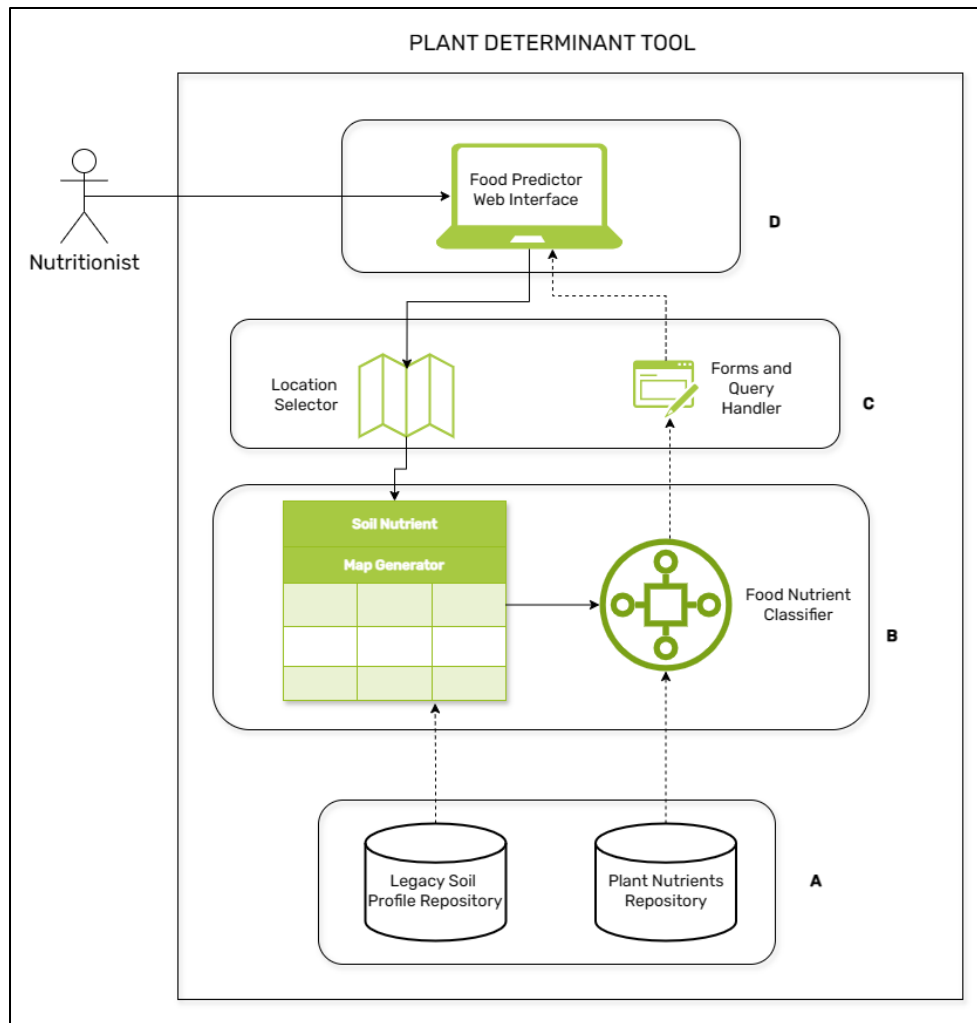 PLANT DETERMINANT TOOL
Food Predictor
Web Interface
D
Nutritionist
Location
Selector
Forms and
Query
Handler
C
Soil Nutrient
Map Generator
Food Nutrient
Classifier
B
Legacy Soil
Profile Repository
Plant Nutrients
Repository
A